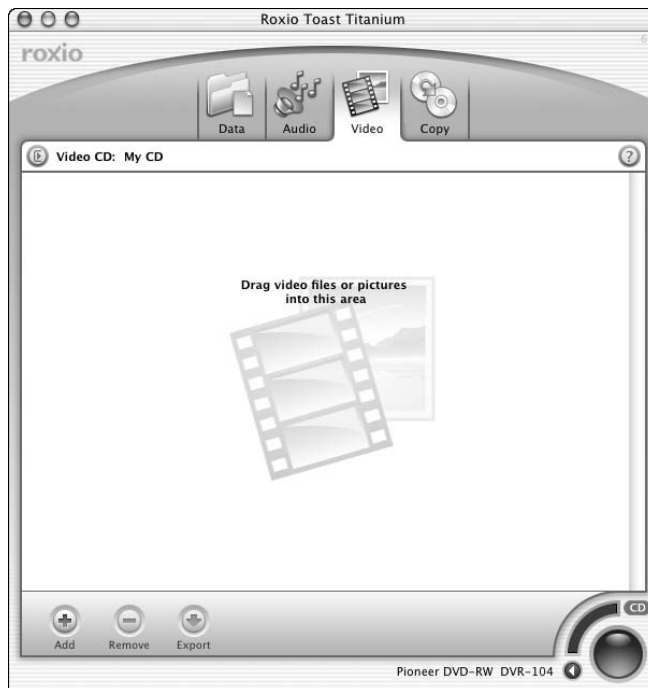 Roxio Toast Titanium
roxio
6
Data
Audio
Video
Copy
Video CD: My CD
?
Drag video files or pictures
into this area
Add
Remove
Export
CD
Pioneer DVD-RW DVR-104